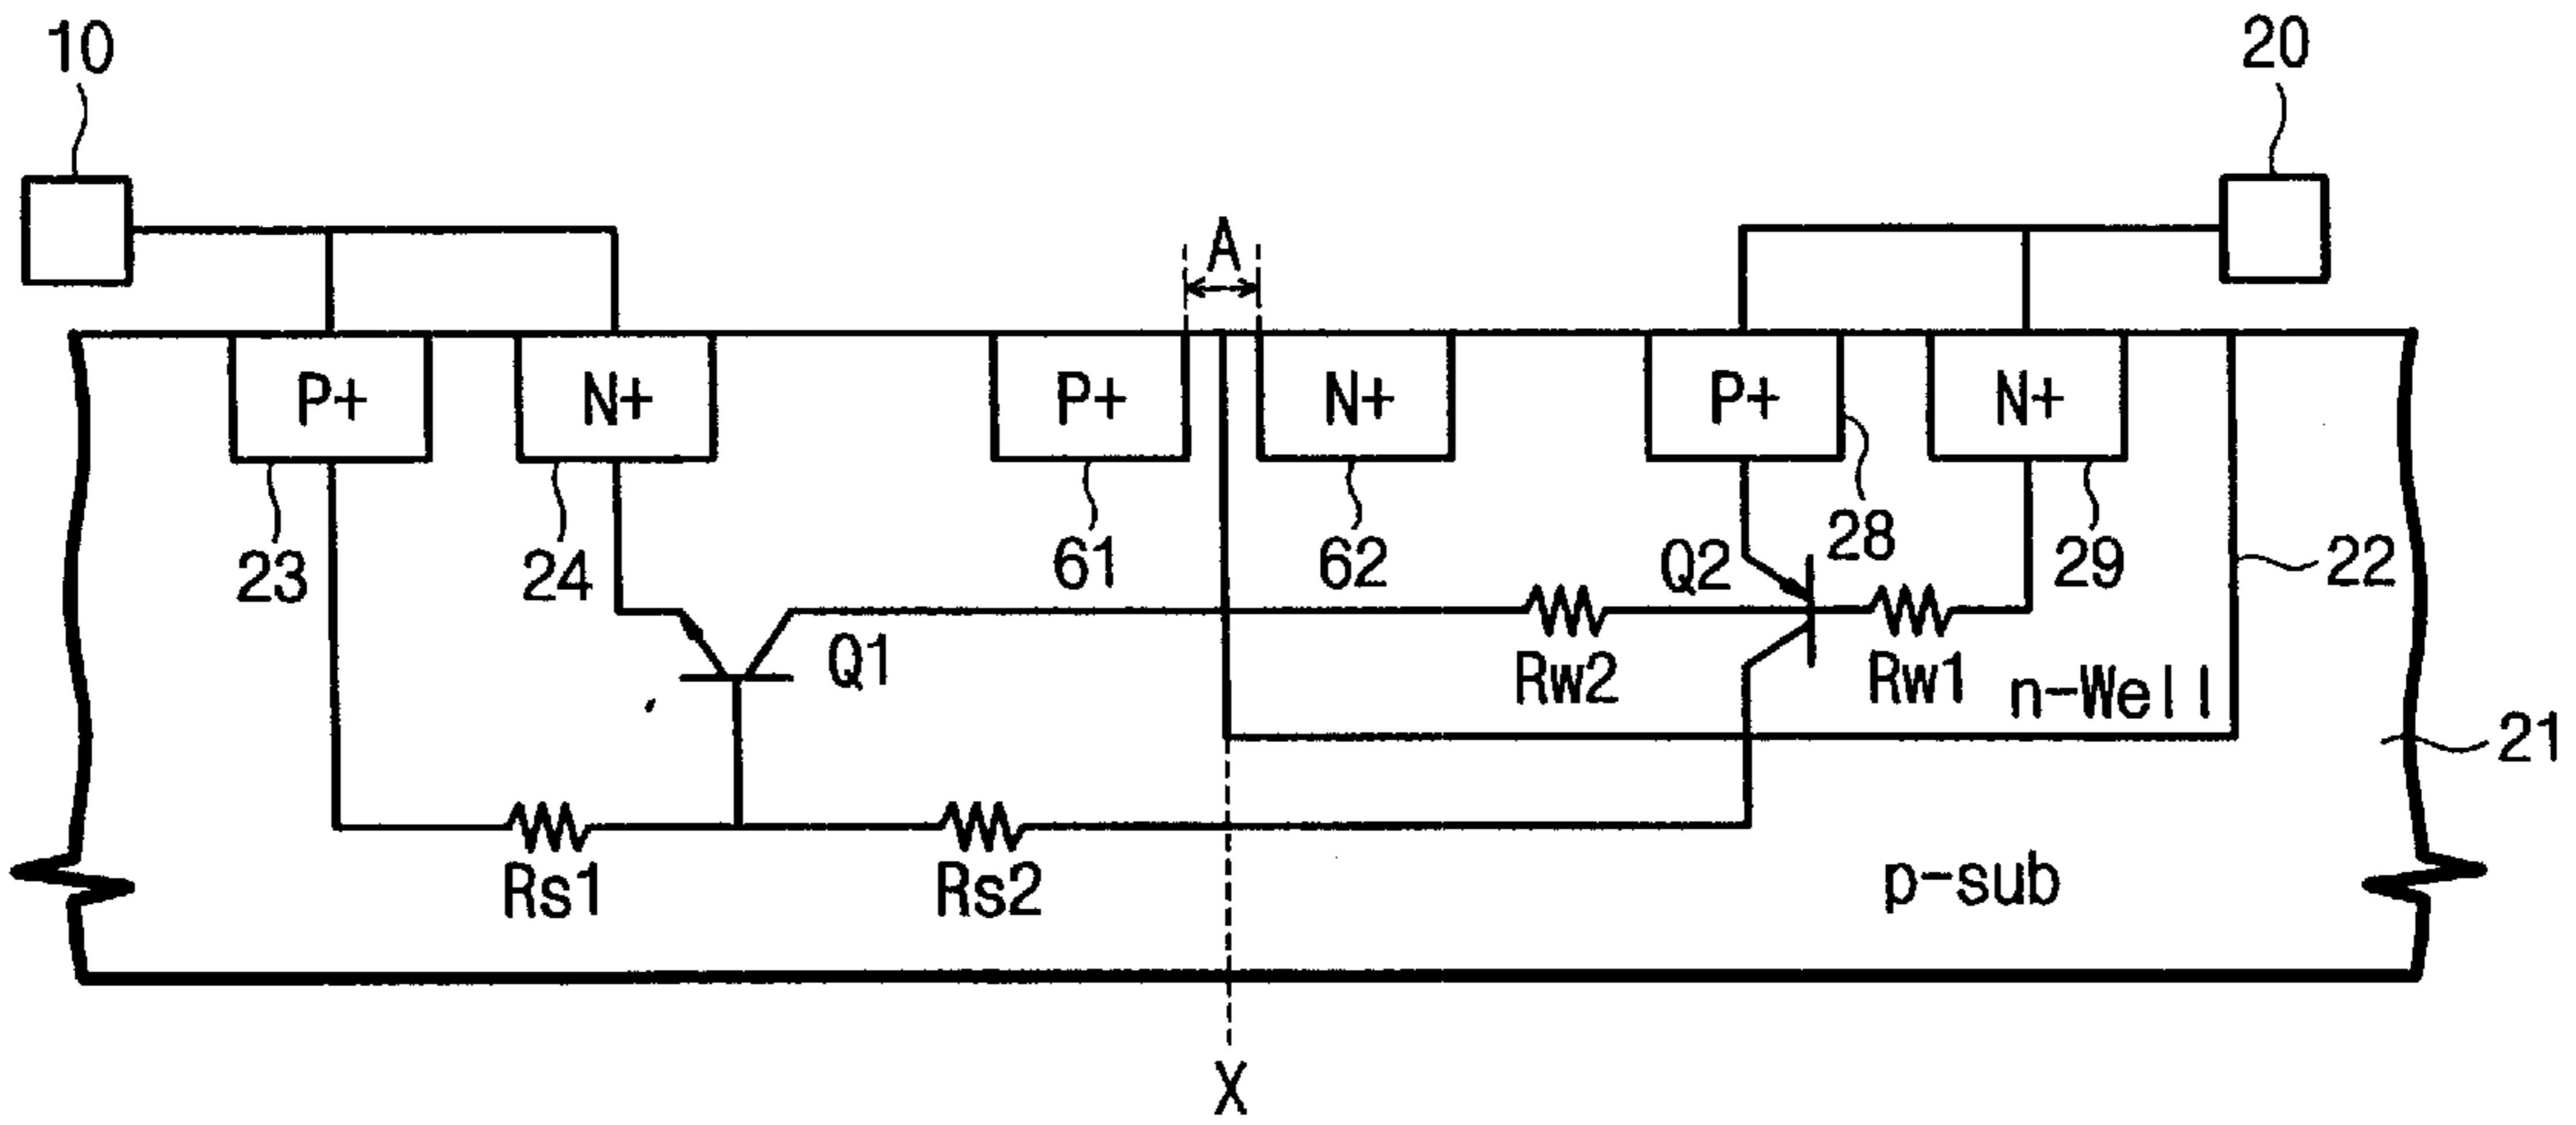 10 20
A
P+ N+ P+ N+ P+ N+
23 24 61 62 28 29 22
Q1 Q2
Rw2 Rw1 n-Well
21
Rs1 Rs2 p-sub
X